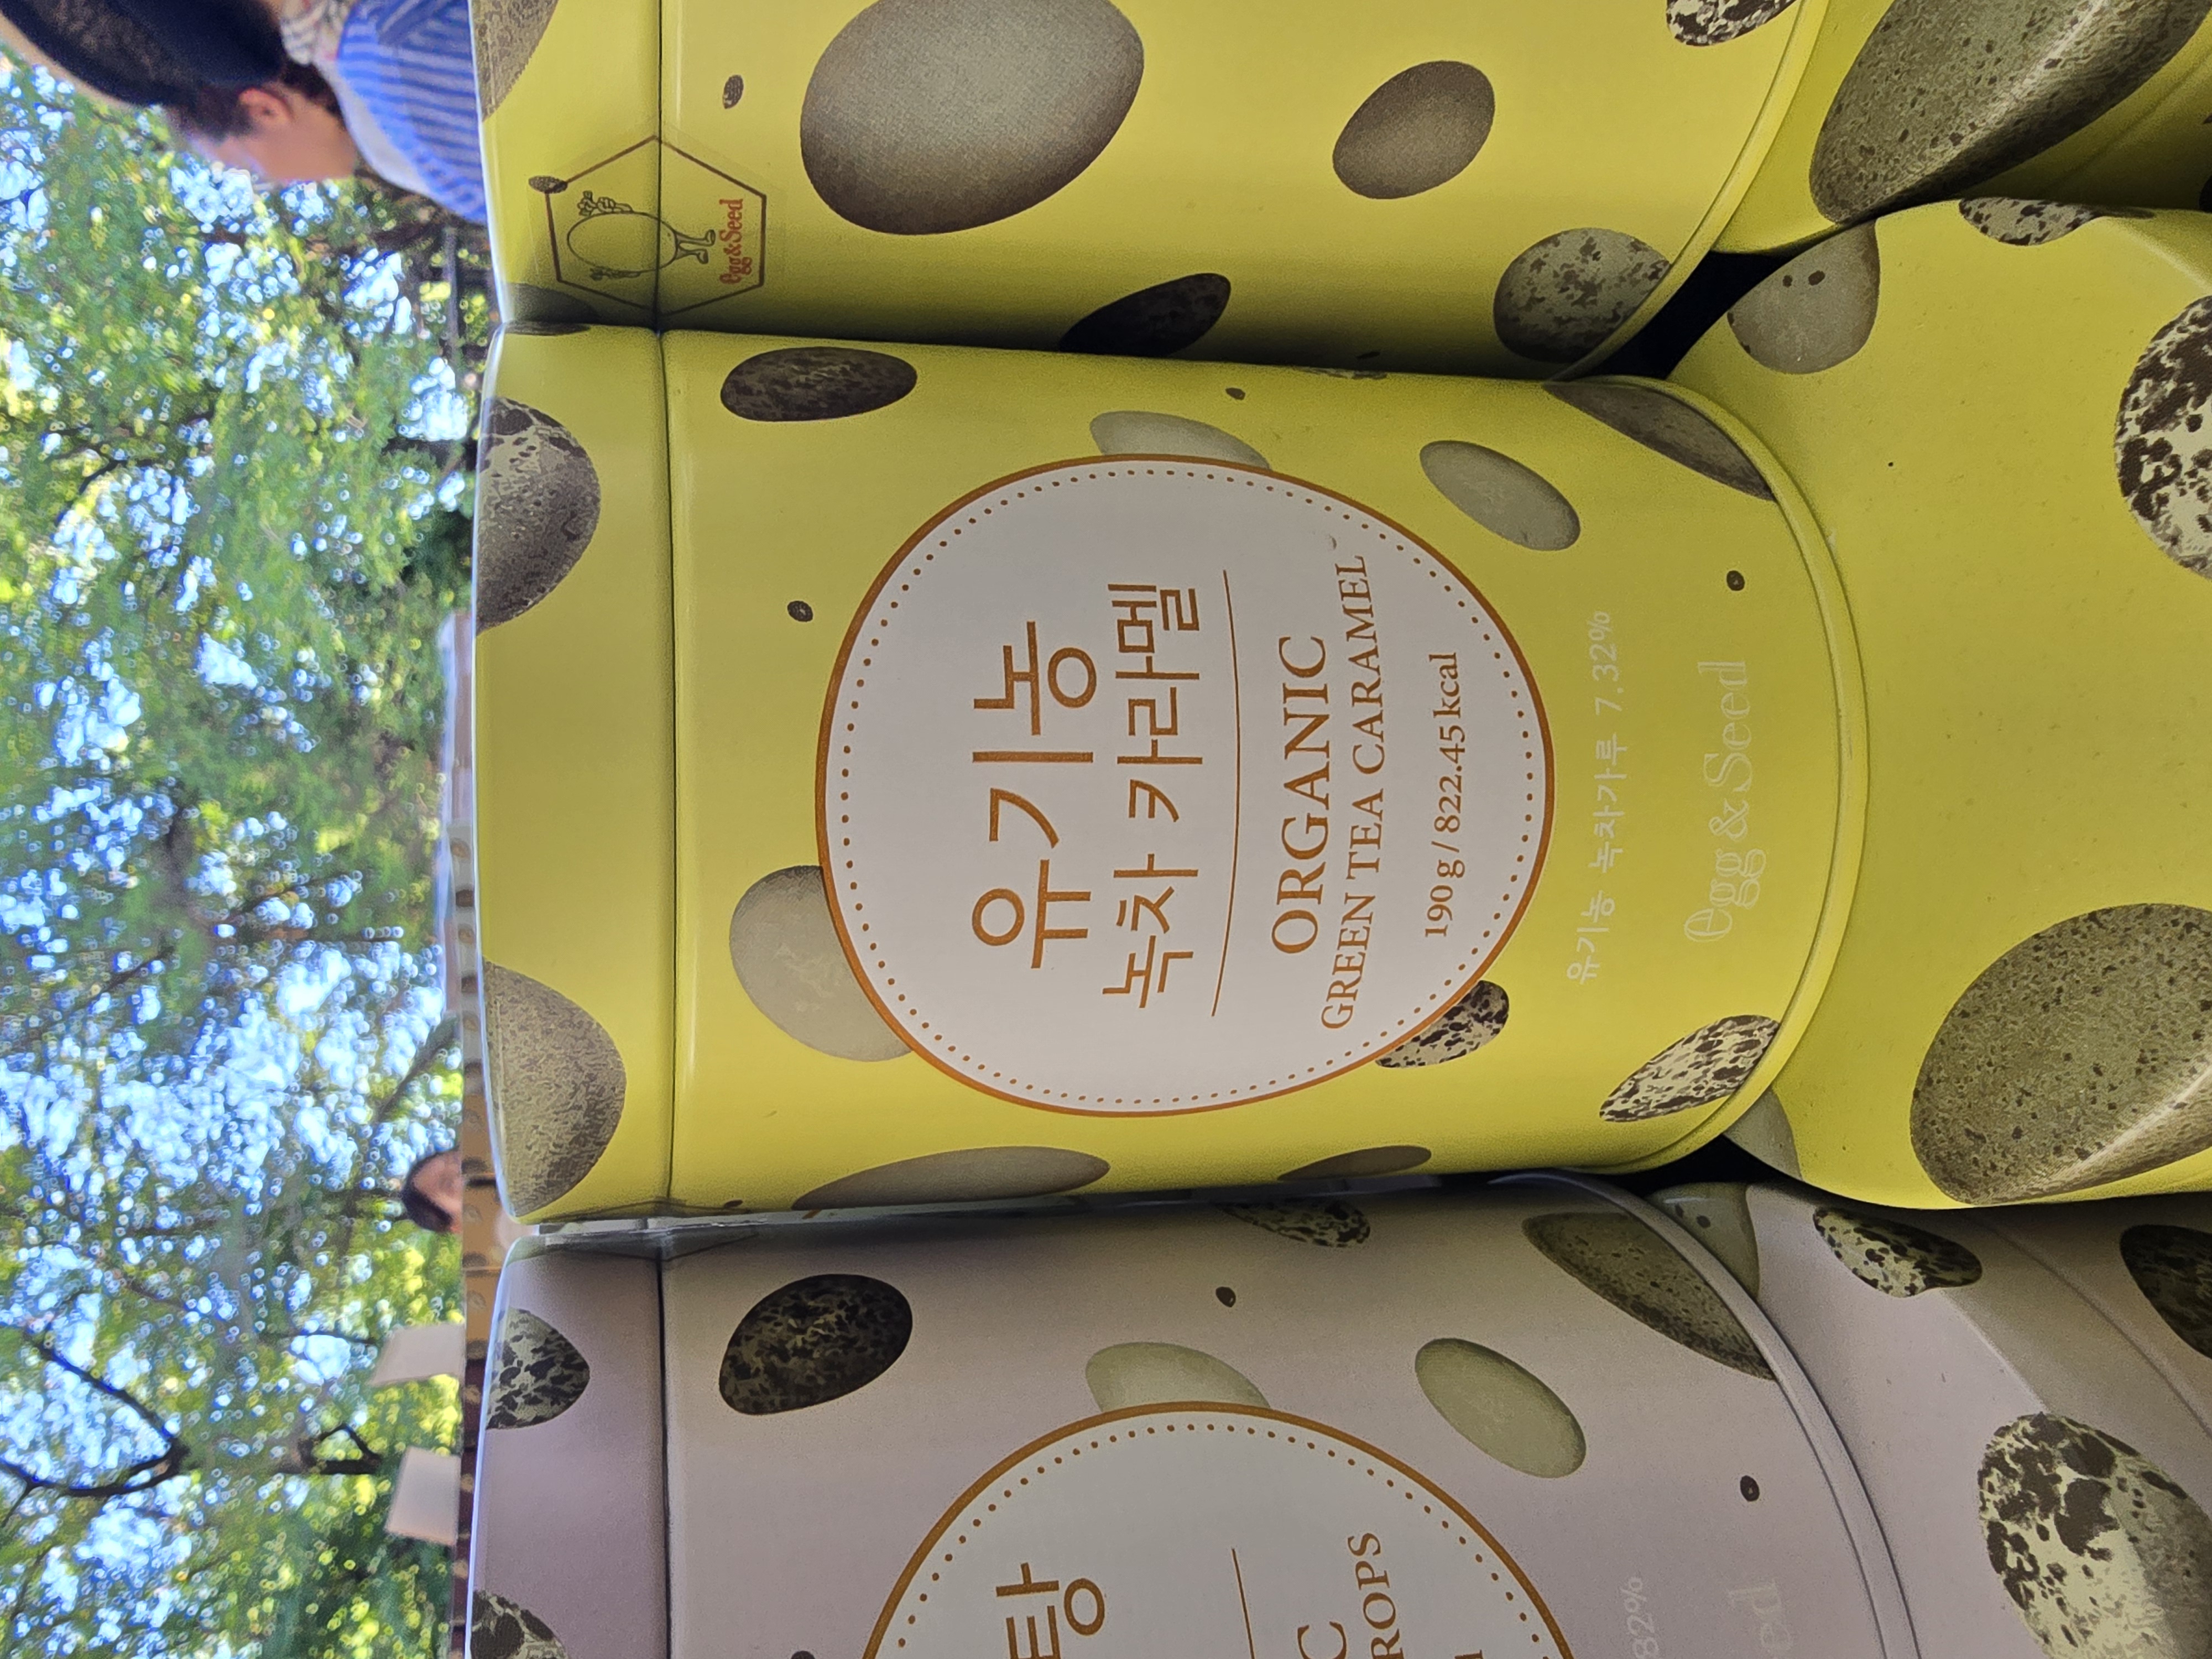 유기농
녹차 카라멜
ORGANIC
GREEN TEA CARAMEL
190 g / 822.45 kcal
유기농 녹차가루 7.32%
egg & Seed
egg&Seed
탕
C
ROPS
82%
eed